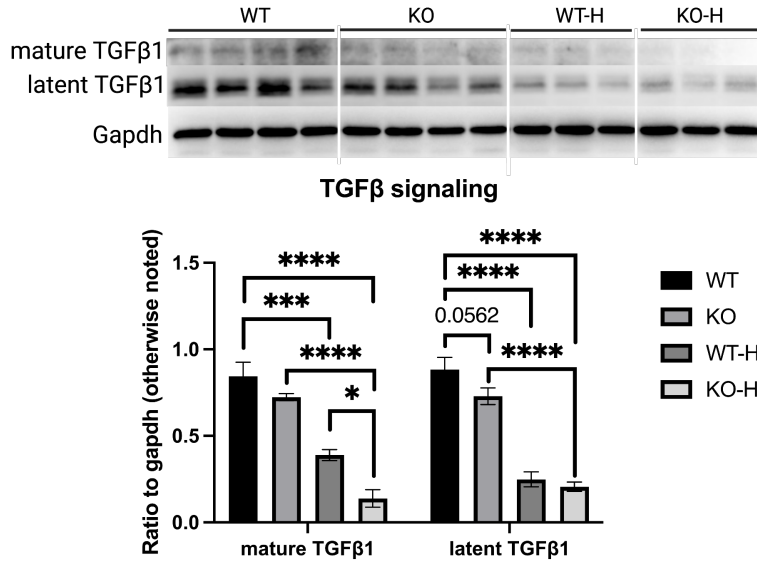 WT KO WT-H KO-H
mature TGFβ1
latent TGFβ1
Gapdh
TGFβ signaling
Ratio to gapdh (otherwise noted)
1.5
1.0
0.5
0.0
****
***
****
*
****
****
0.0562
****
mature TGFβ1 latent TGFβ1
WT
KO
WT-H
KO-H